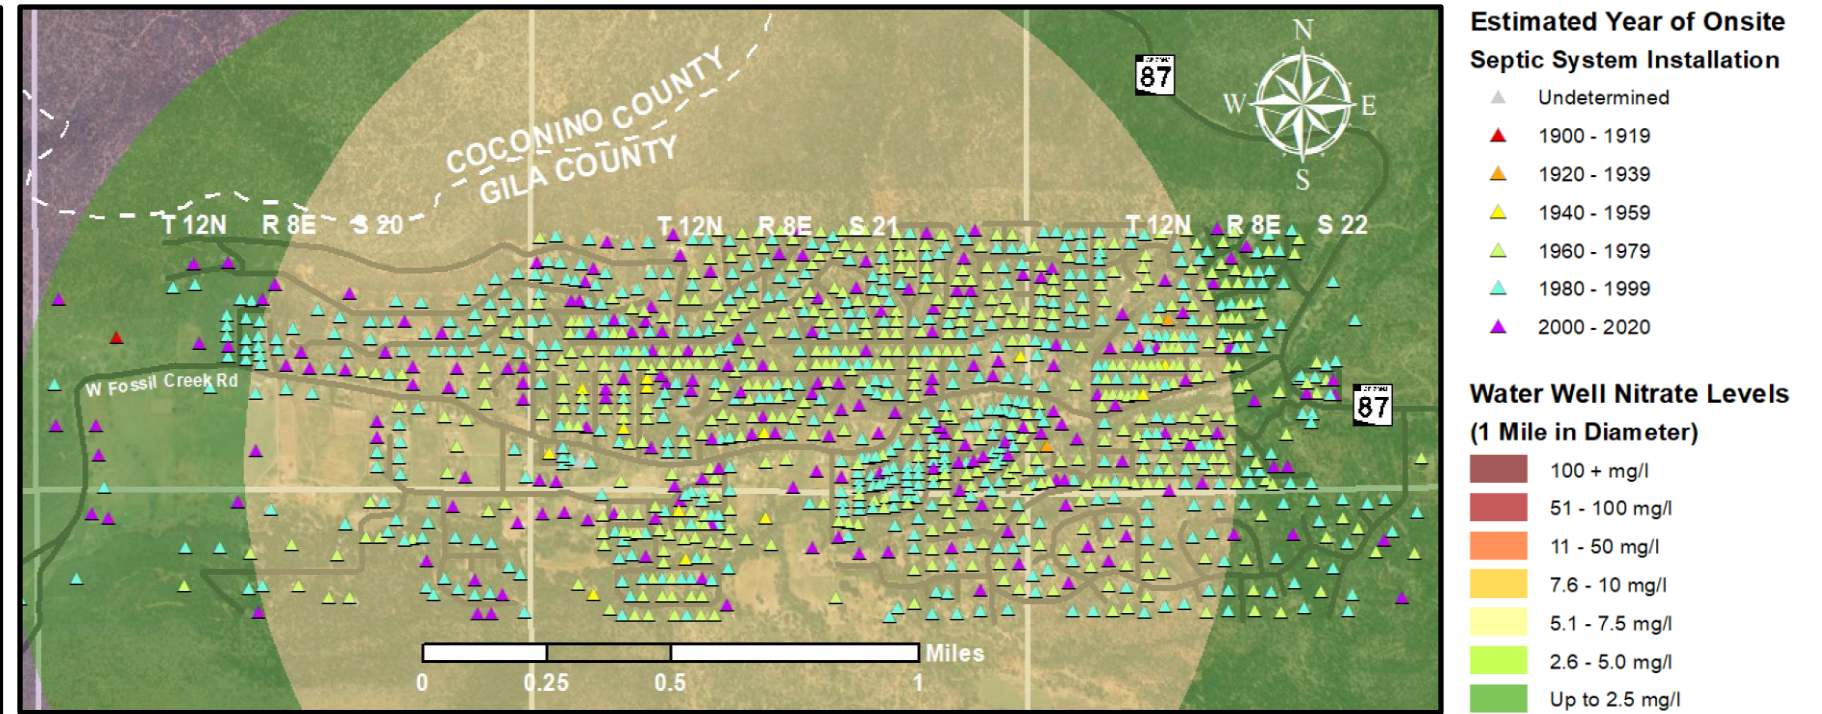 COCONINO COUNTY
GILA COUNTY
87
N
W E
S
T 12N R 8E S 20
T 12N R 8E S 21
T 12N R 8E S 22
W Fossil Creek Rd
87
Miles
0 0.25 0.5 1
Estimated Year of Onsite
Septic System Installation
Undetermined
1900 - 1919
1920 - 1939
1940 - 1959
1960 - 1979
1980 - 1999
2000 - 2020
Water Well Nitrate Levels
(1 Mile in Diameter)
100 + mg/l
51 - 100 mg/l
11 - 50 mg/l
7.6 - 10 mg/l
5.1 - 7.5 mg/l
2.6 - 5.0 mg/l
Up to 2.5 mg/l